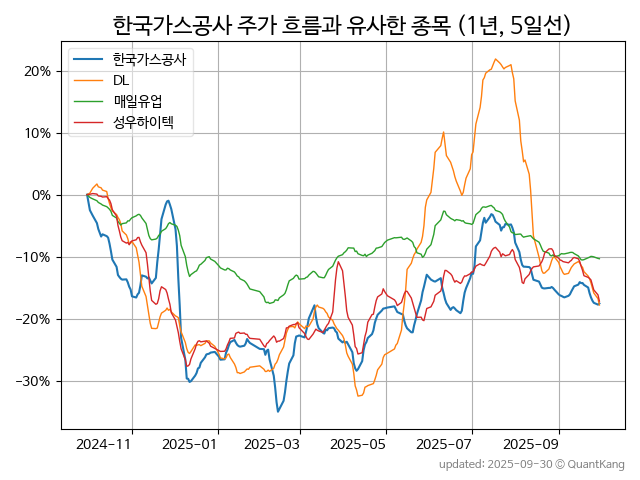 한국가스공사 주가 흐름과 유사한 종목 (1년, 5일선)
한국가스공사
DL
매일유업
성우하이텍
20%
10%
0%
−10%
−20%
−30%
2024-11 2025-01 2025-03 2025-05 2025-07 2025-09
updated: 2025-09-30 ⓒ QuantKang